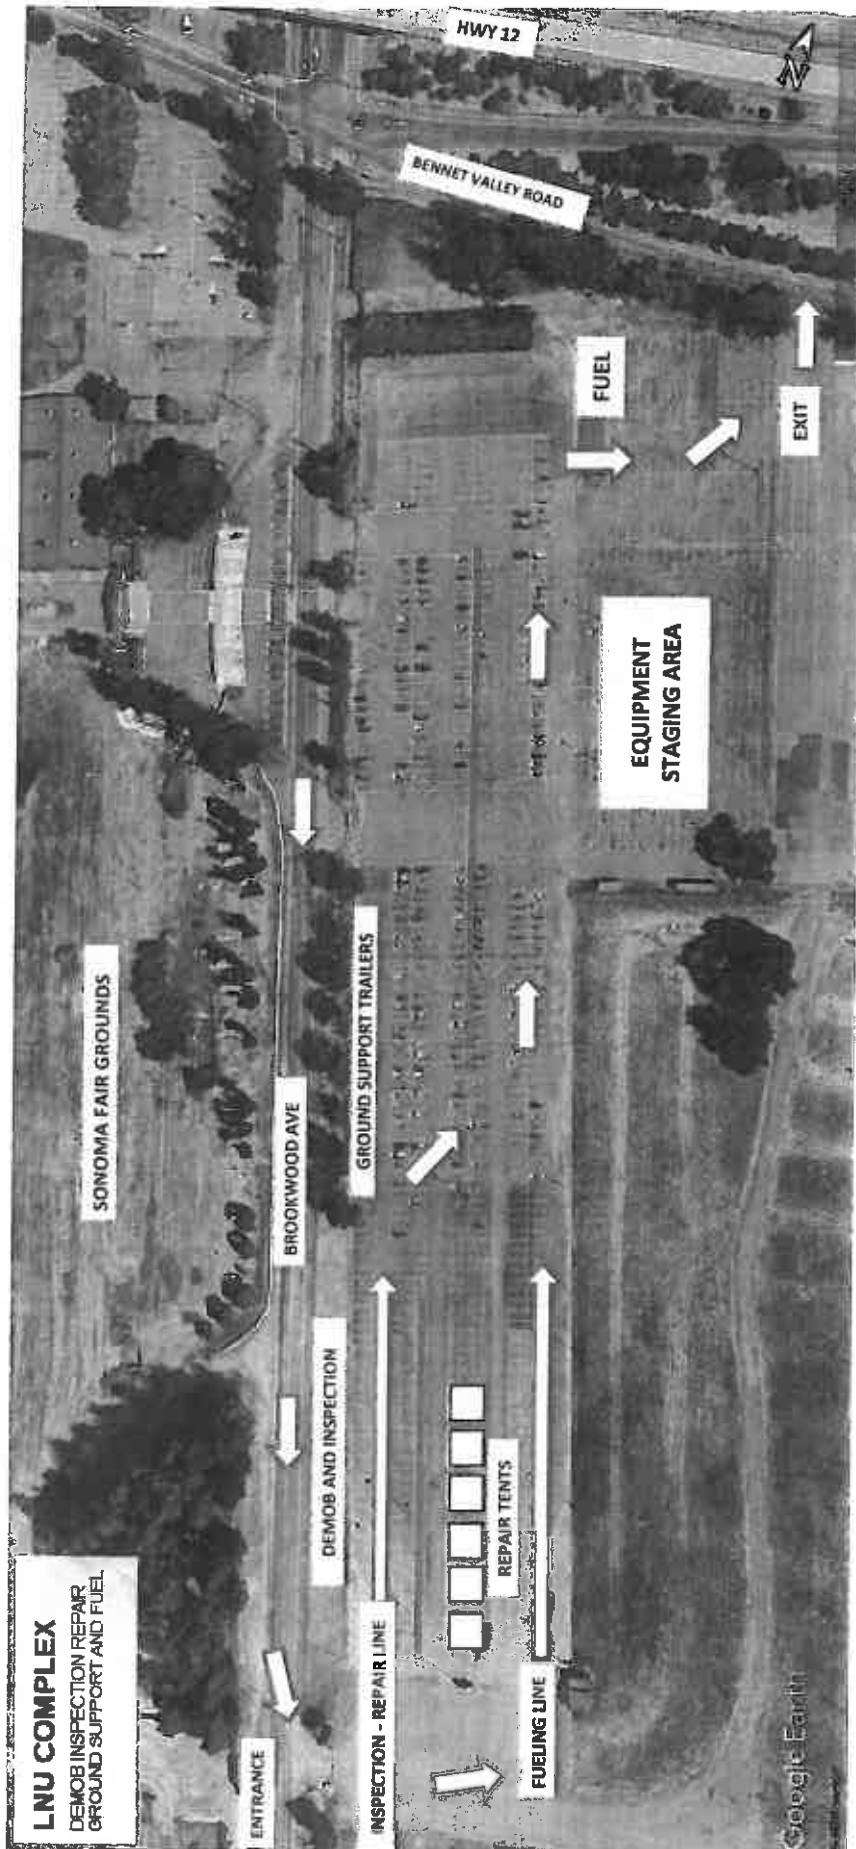 LNU COMPLEX
DEMOB INSPECTION REPAIR
GROUND SUPPORT AND FUEL
SONOMA FAIR GROUNDS
HWY 12
N
BENNET VALLEY ROAD
BROOKWOOD AVE
ENTRANCE
DEMOB AND INSPECTION
GROUND SUPPORT TRAILERS
INSPECTION - REPAIR LINE
REPAIR TENTS
FUELING LINE
FUEL
EQUIPMENT
STAGING AREA
EXIT
Google Earth